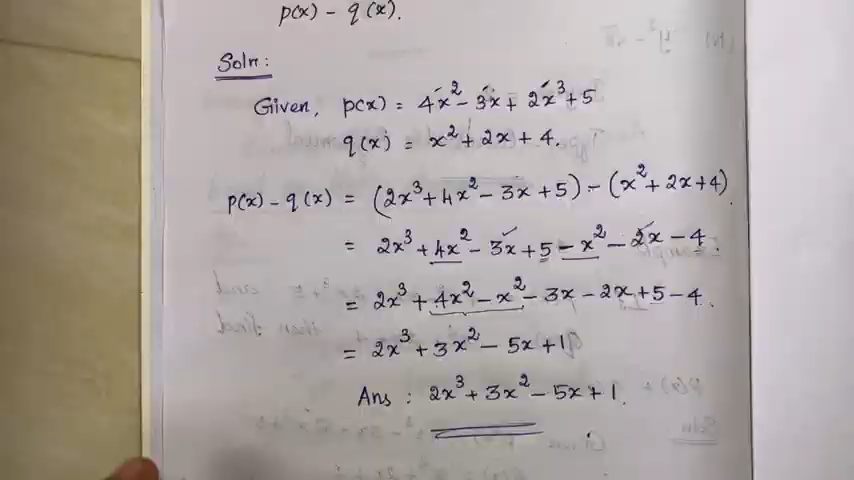 p(x) - q(x).
Soln:
Given, p(x) = 4x² - 3x + 2x³ + 5
q(x) = x² + 2x + 4.
p(x) - q(x) = (2x³ + 4x² - 3x + 5) - (x² + 2x + 4)
= 2x³ + 4x² - 3x + 5 - x² - 2x - 4.
= 2x³ + 4x² - x² - 3x - 2x + 5 - 4.
= 2x³ + 3x² - 5x + 1
Ans : 2x³ + 3x² - 5x + 1.